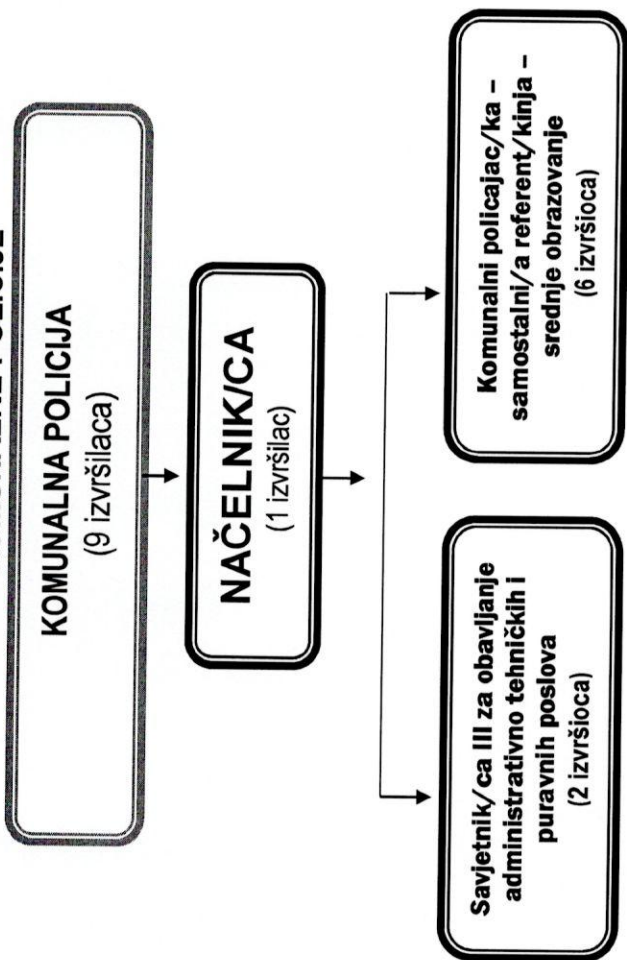 KOMUNALNA POLICIJA
(9 izvršilaca)
NAČELNIK/CA
(1 izvršilac)
Savjetnik/ca III za obavljanje
administrativno tehničkih i
puravnih poslova
(2 izvršioca)
Komunalni policajac/ka –
samostalni/a referent/kinja –
srednje obrazovanje
(6 izvršioca)